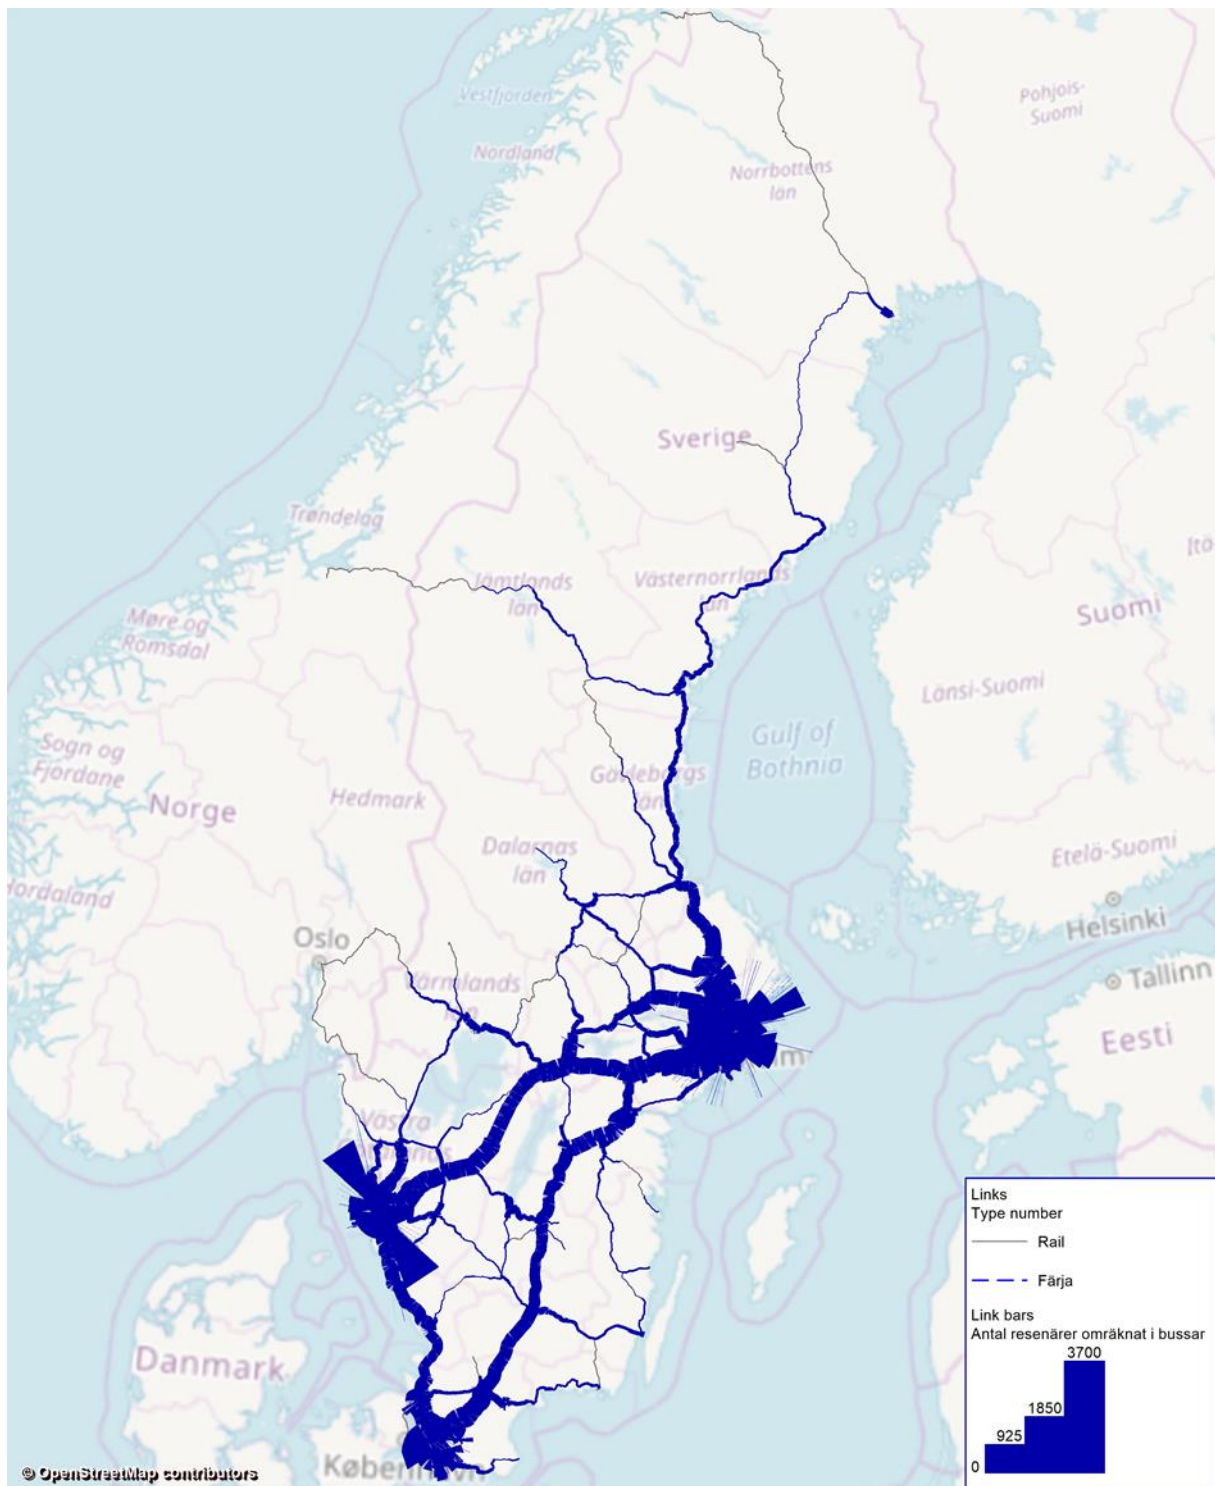 Vestfjorden
Pohjois-
Suomi
Nordland
Norrbottens
län
Sverige
Trøndelag
Jämtlands
län
Västernorrlands
län
Suomi
Møre og
Romsdal
Länsi-Suomi
Sogn og
Fjordane
Gulf of
Bothnia
Gävleborgs
län
Norge
Hedmark
Dalarnas
län
Etelä-Suomi
Helsinki
Oslo
Tallinn
Värmlands
Eesti
Västra
Danmark
København
Links
Type number
Rail
Färja
Link bars
Antal resenärer omräknat i bussar
3700
1850
925
0
© OpenStreetMap contributors